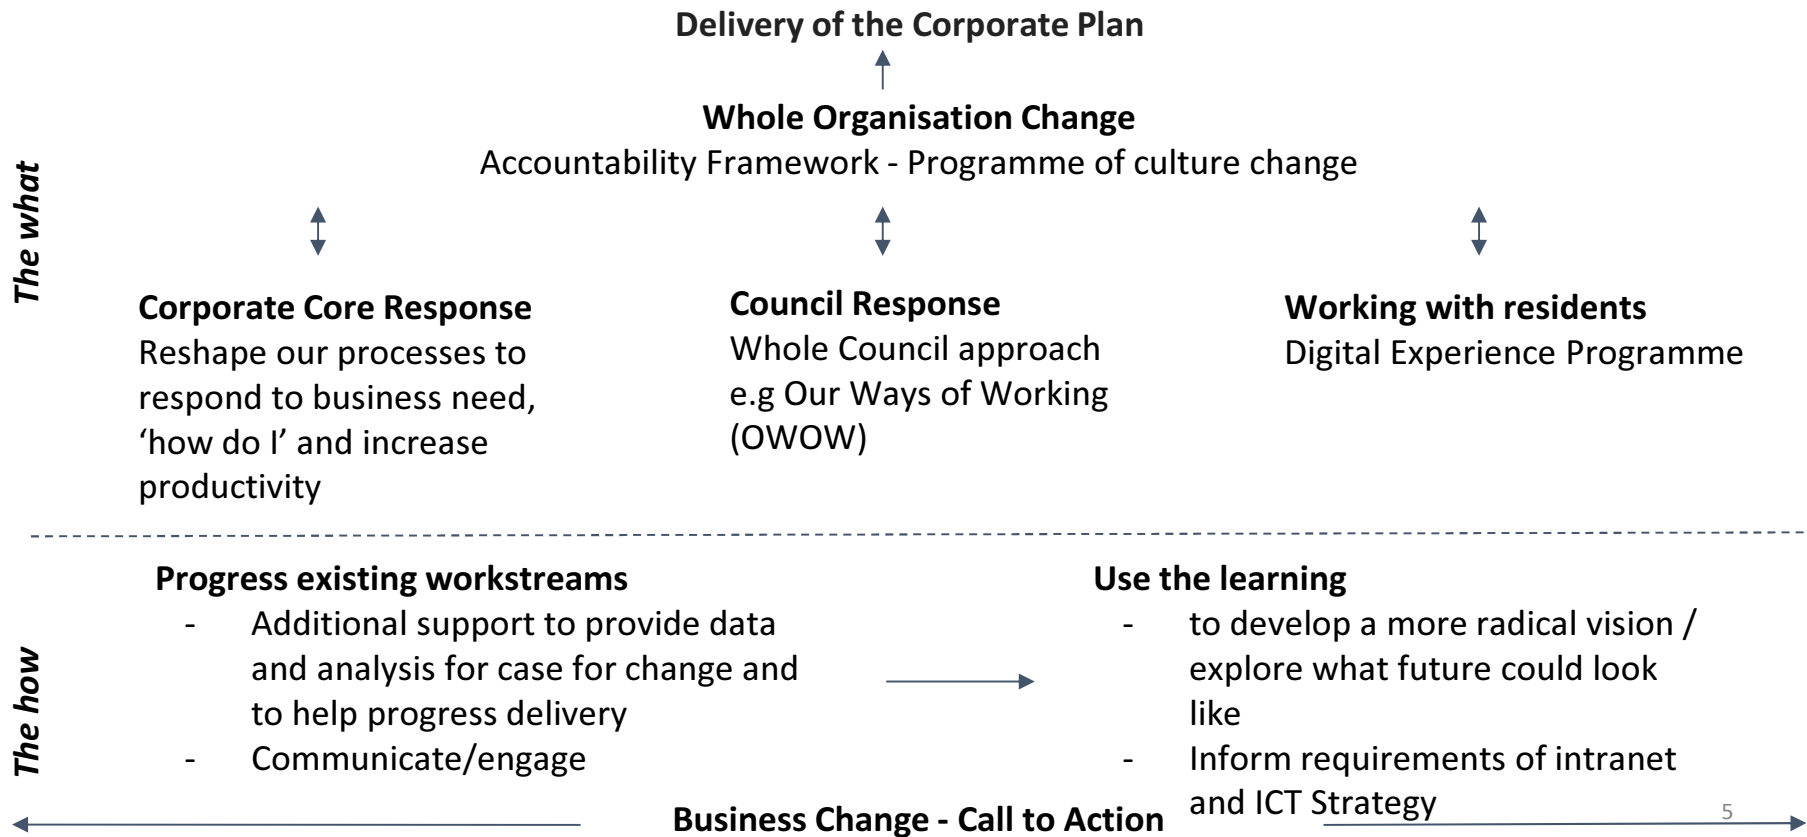 Delivery of the Corporate Plan
Whole Organisation Change
Accountability Framework - Programme of culture change
The what
Corporate Core Response
Reshape our processes to
respond to business need,
‘how do I’ and increase
productivity
Council Response
Whole Council approach
e.g Our Ways of Working
(OWOW)
Working with residents
Digital Experience Programme
The how
Progress existing workstreams
- Additional support to provide data
and analysis for case for change and
to help progress delivery
- Communicate/engage
Use the learning
- to develop a more radical vision /
explore what future could look
like
- Inform requirements of intranet
and ICT Strategy
Business Change - Call to Action
5